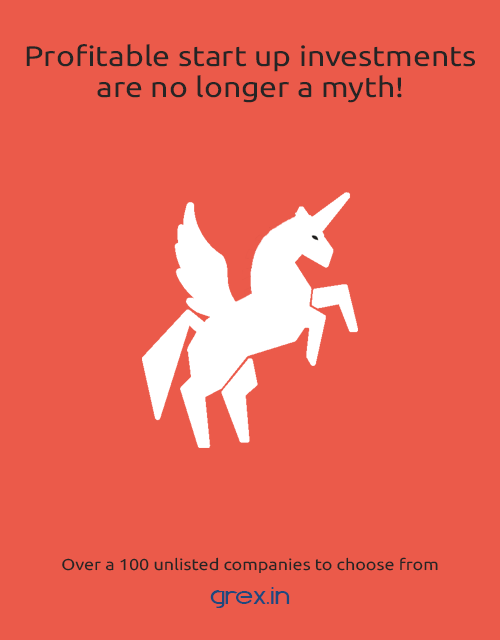 Profitable start up investments
are no longer a myth!
Over a 100 unlisted companies to choose from
grex.in